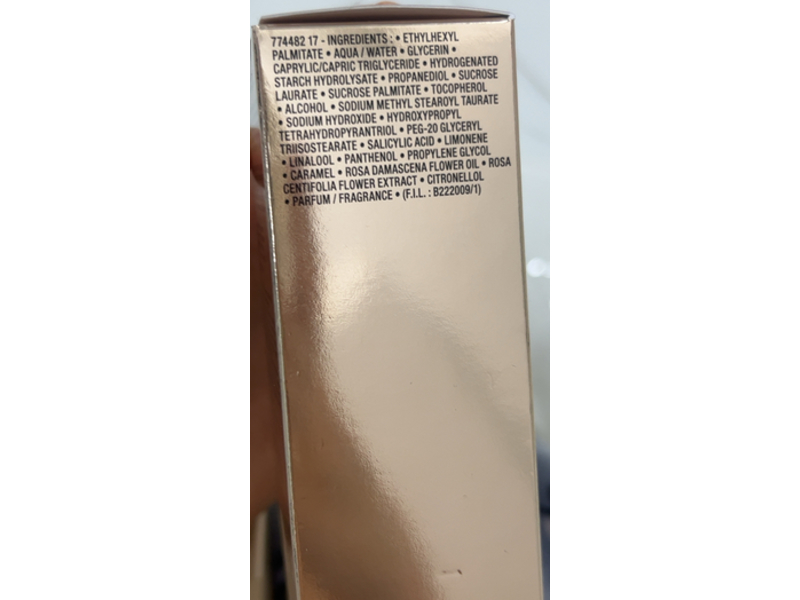 774482 17 - INGREDIENTS : • ETHYLHEXYL
PALMITATE • AQUA / WATER • GLYCERIN •
CAPRYLIC/CAPRIC TRIGLYCERIDE • HYDROGENATED
STARCH HYDROLYSATE • PROPANEDIOL • SUCROSE
LAURATE • SUCROSE PALMITATE • TOCOPHEROL
• ALCOHOL • SODIUM METHYL STEAROYL TAURATE
• SODIUM HYDROXIDE • HYDROXYPROPYL
TETRAHYDROPYRANTRIOL • PEG-20 GLYCERYL
TRIISOSTEARATE • SALICYLIC ACID • LIMONENE
• LINALOOL • PANTHENOL • PROPYLENE GLYCOL
• CARAMEL • ROSA DAMASCENA FLOWER OIL • ROSA
CENTIFOLIA FLOWER EXTRACT • CITRONELLOL
• PARFUM / FRAGRANCE • (F.I.L. : B222009/1)